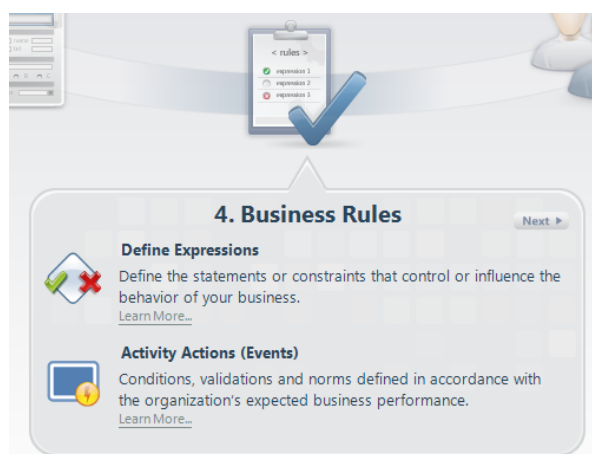 name
txt
B C
< rules >
expression 1
expression 2
expression 3
4. Business Rules
Next
Define Expressions
Define the statements or constraints that control or influence the
behavior of your business.
Learn More...
Activity Actions (Events)
Conditions, validations and norms defined in accordance with
the organization's expected business performance.
Learn More...